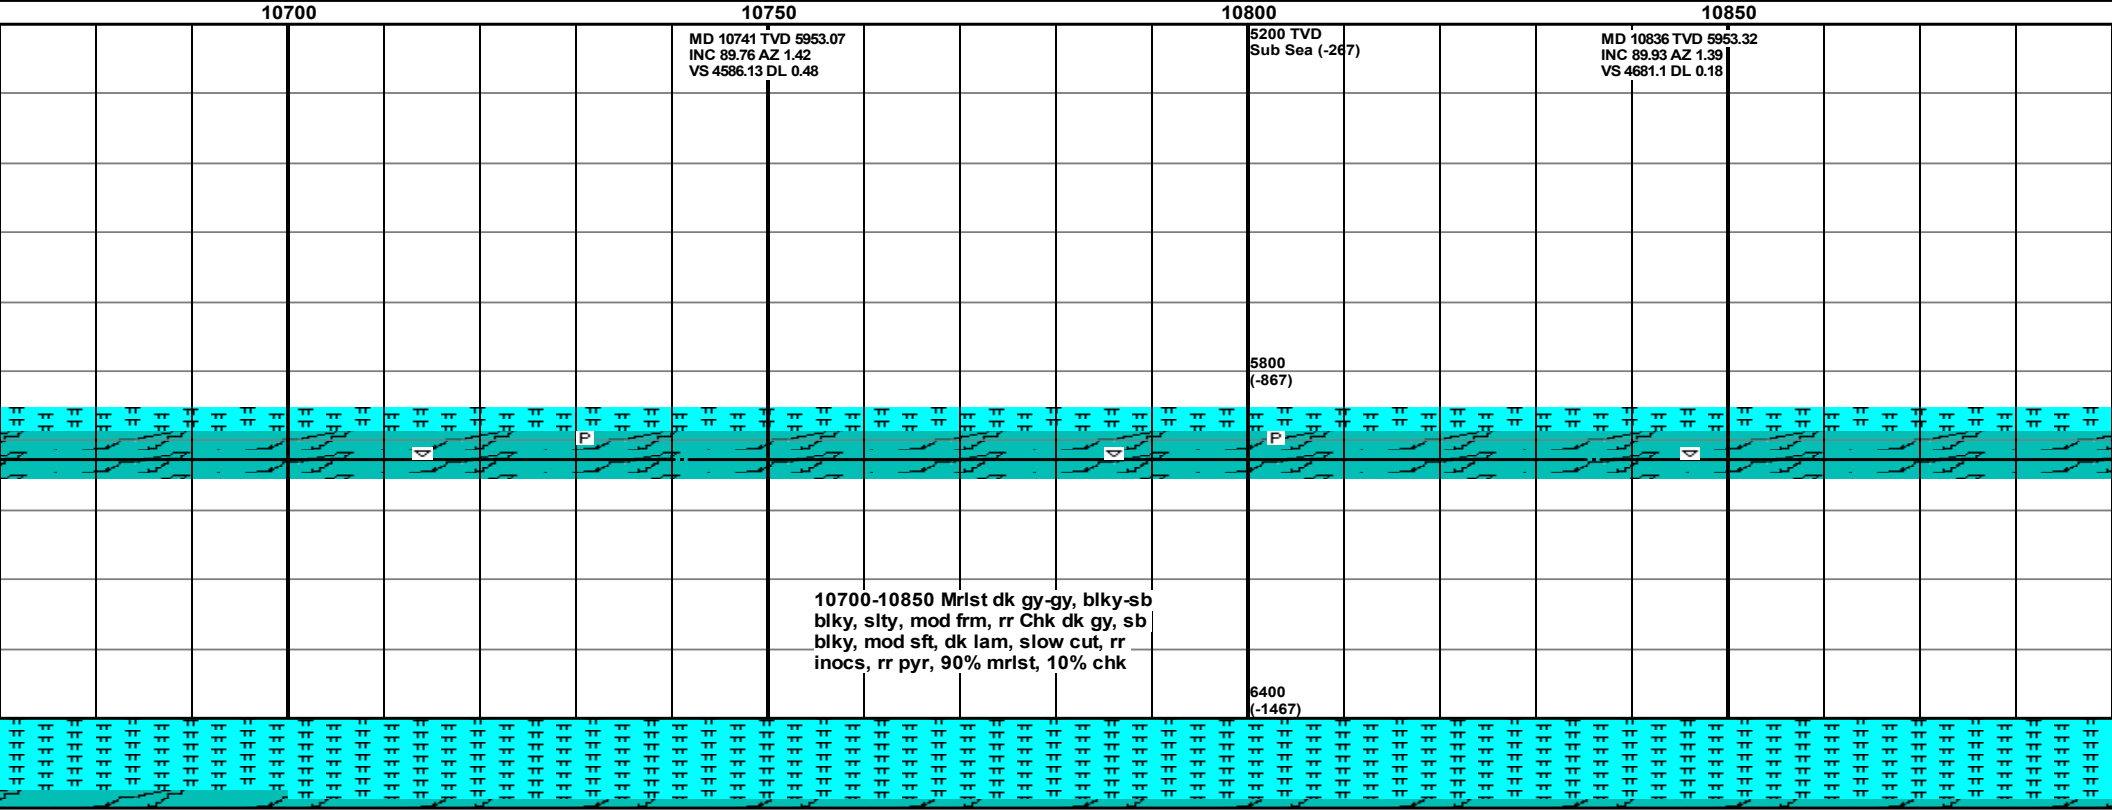 10700 10750 10800 10850
MD 10741 TVD 5953.07
INC 89.76 AZ 1.42
VS 4586.13 DL 0.48
5200 TVD
Sub Sea (-267)
MD 10836 TVD 5953.32
INC 89.93 AZ 1.39
VS 4681.1 DL 0.18
5800
(-867)
P
P
10700-10850 Mrlst dk gy-gy, blky-sb
blky, slty, mod frm, rr Chk dk gy, sb
blky, mod sft, dk lam, slow cut, rr
inocs, rr pyr, 90% mrlst, 10% chk
6400
(-1467)